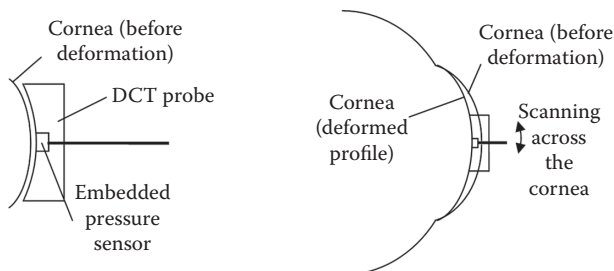 Cornea (before
deformation)
DCT probe
Embedded
pressure
sensor
Cornea (before
deformation)
Cornea
(deformed
profile)
Scanning
across
the
cornea